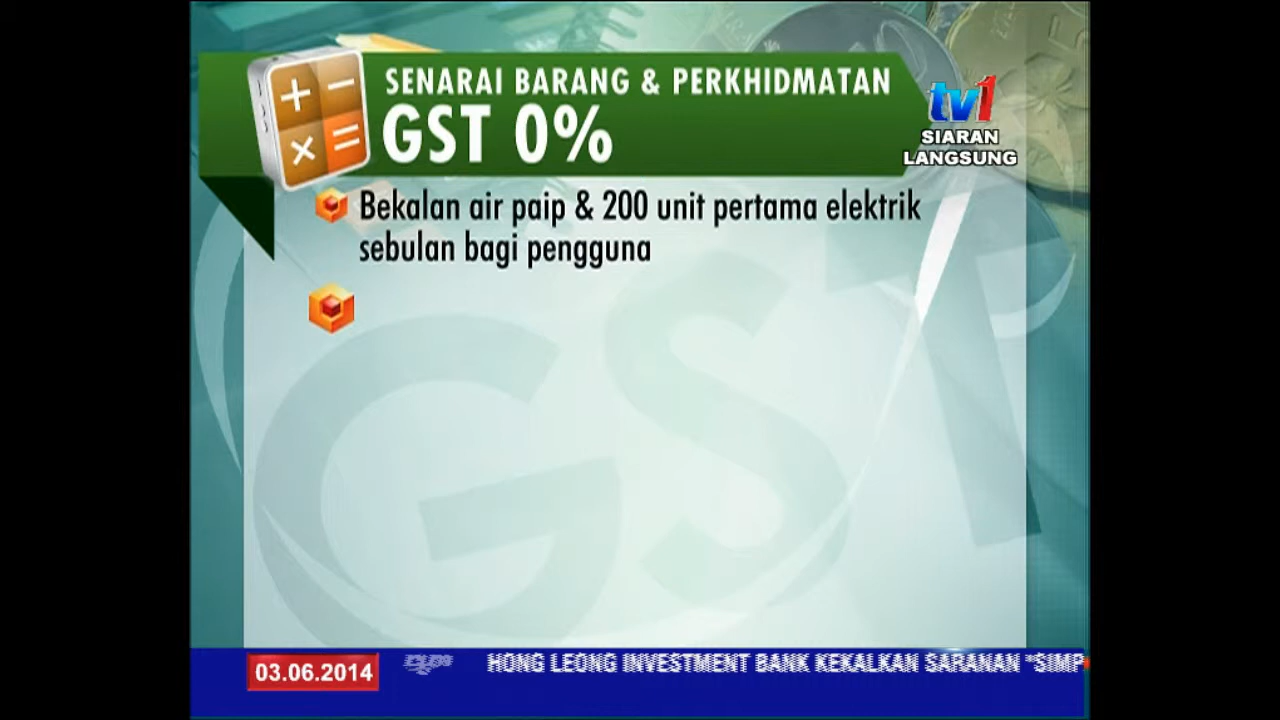 SENARAI BARANG & PERKHIDMATAN
GST 0%
tv1
SIARAN
LANGSUNG
Bekalan air paip & 200 unit pertama elektrik
sebulan bagi pengguna
GST
03.06.2014
HONG LEONG INVESTMENT BANK KEKALKAN SARANAN "SIMP